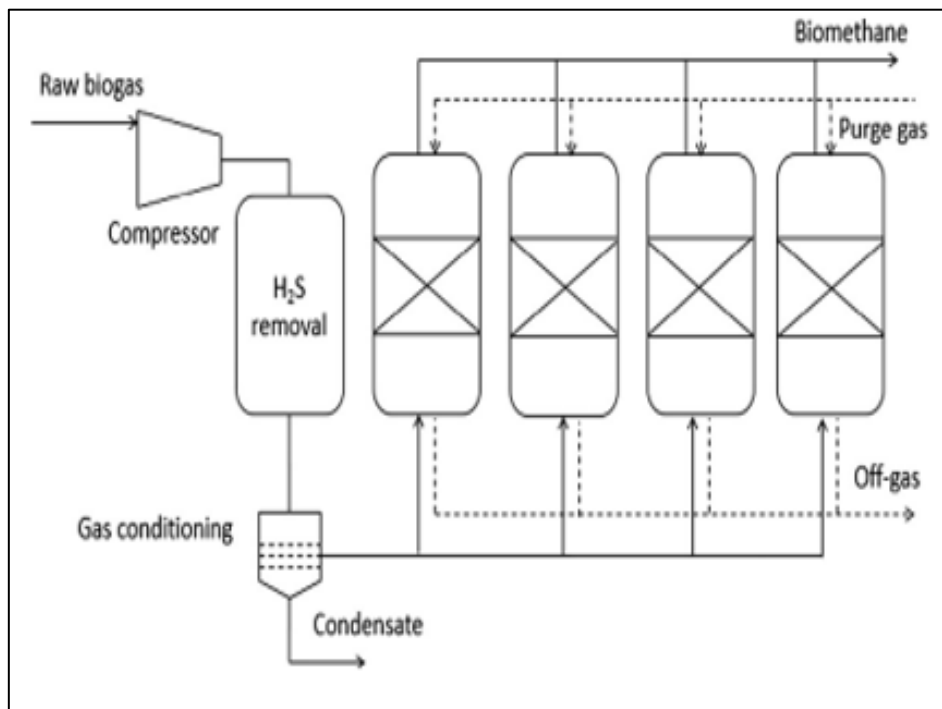 Biomethane
Raw biogas
Purge gas
Compressor
H₂S
removal
Off-gas
Gas conditioning
Condensate